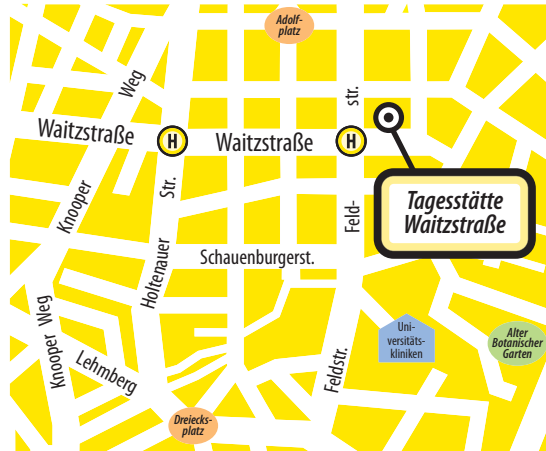 Adolf-
platz
Weg
str.
Waitzstraße
H
Waitzstraße
H
Str.
Knooper
Feld-
Tagesstätte
Waitzstraße
Schauenburgerst.
Holtenauer
Knooper Weg
Lehmberg
Feldstr.
Uni-
versitäts-
kliniken
Alter
Botanischer
Garten
Dreiecks-
platz